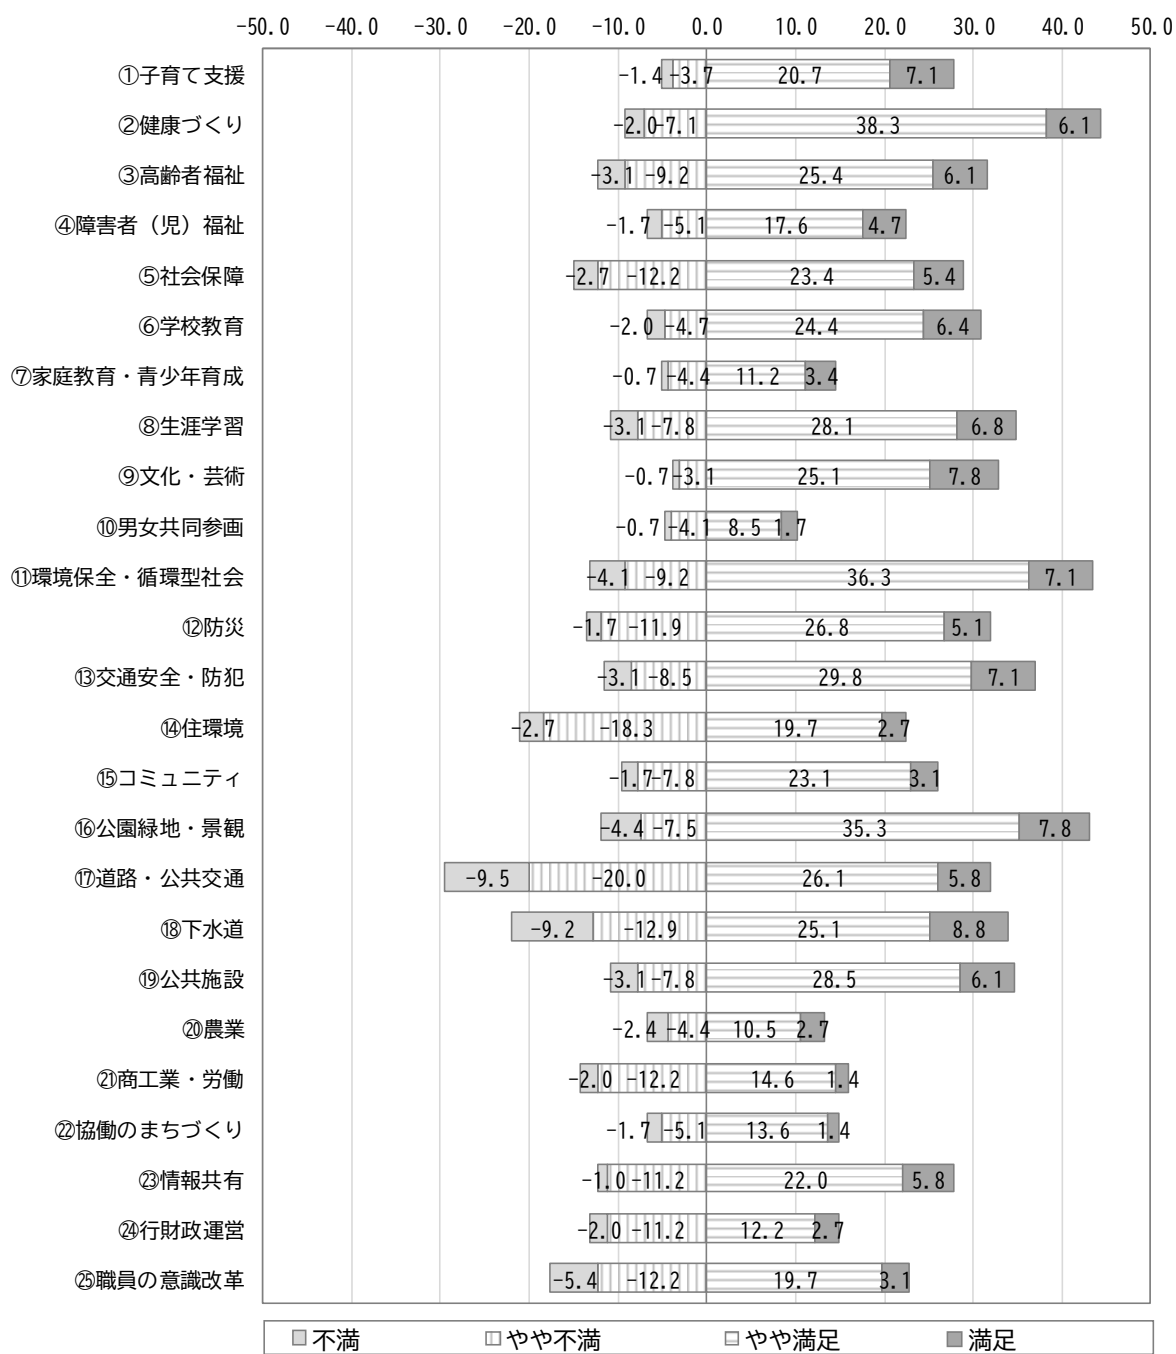 -50.0 -40.0 -30.0 -20.0 -10.0 0.0 10.0 20.0 30.0 40.0 50.0
①子育て支援 -1.4 -3.7 20.7 7.1
②健康づくり -2.0 -7.1 38.3 6.1
③高齢者福祉 -3.1 -9.2 25.4 6.1
④障害者（児）福祉 -1.7 -5.1 17.6 4.7
⑤社会保障 -2.7 -12.2 23.4 5.4
⑥学校教育 -2.0 -4.7 24.4 6.4
⑦家庭教育・青少年育成 -0.7 -4.4 11.2 3.4
⑧生涯学習 -3.1 -7.8 28.1 6.8
⑨文化・芸術 -0.7 -3.1 25.1 7.8
⑩男女共同参画 -0.7 -4.1 8.5 1.7
⑪環境保全・循環型社会 -4.1 -9.2 36.3 7.1
⑫防災 -1.7 -11.9 26.8 5.1
⑬交通安全・防犯 -3.1 -8.5 29.8 7.1
⑭住環境 -2.7 -18.3 19.7 2.7
⑮コミュニティ -1.7 -7.8 23.1 3.1
⑯公園緑地・景観 -4.4 -7.5 35.3 7.8
⑰道路・公共交通 -9.5 -20.0 26.1 5.8
⑱下水道 -9.2 -12.9 25.1 8.8
⑲公共施設 -3.1 -7.8 28.5 6.1
⑳農業 -2.4 -4.4 10.5 2.7
㉑商工業・労働 -2.0 -12.2 14.6 1.4
㉒協働のまちづくり -1.7 -5.1 13.6 1.4
㉓情報共有 -1.0 -11.2 22.0 5.8
㉔行財政運営 -2.0 -11.2 12.2 2.7
㉕職員の意識改革 -5.4 -12.2 19.7 3.1
不満 やや不満 やや満足 満足